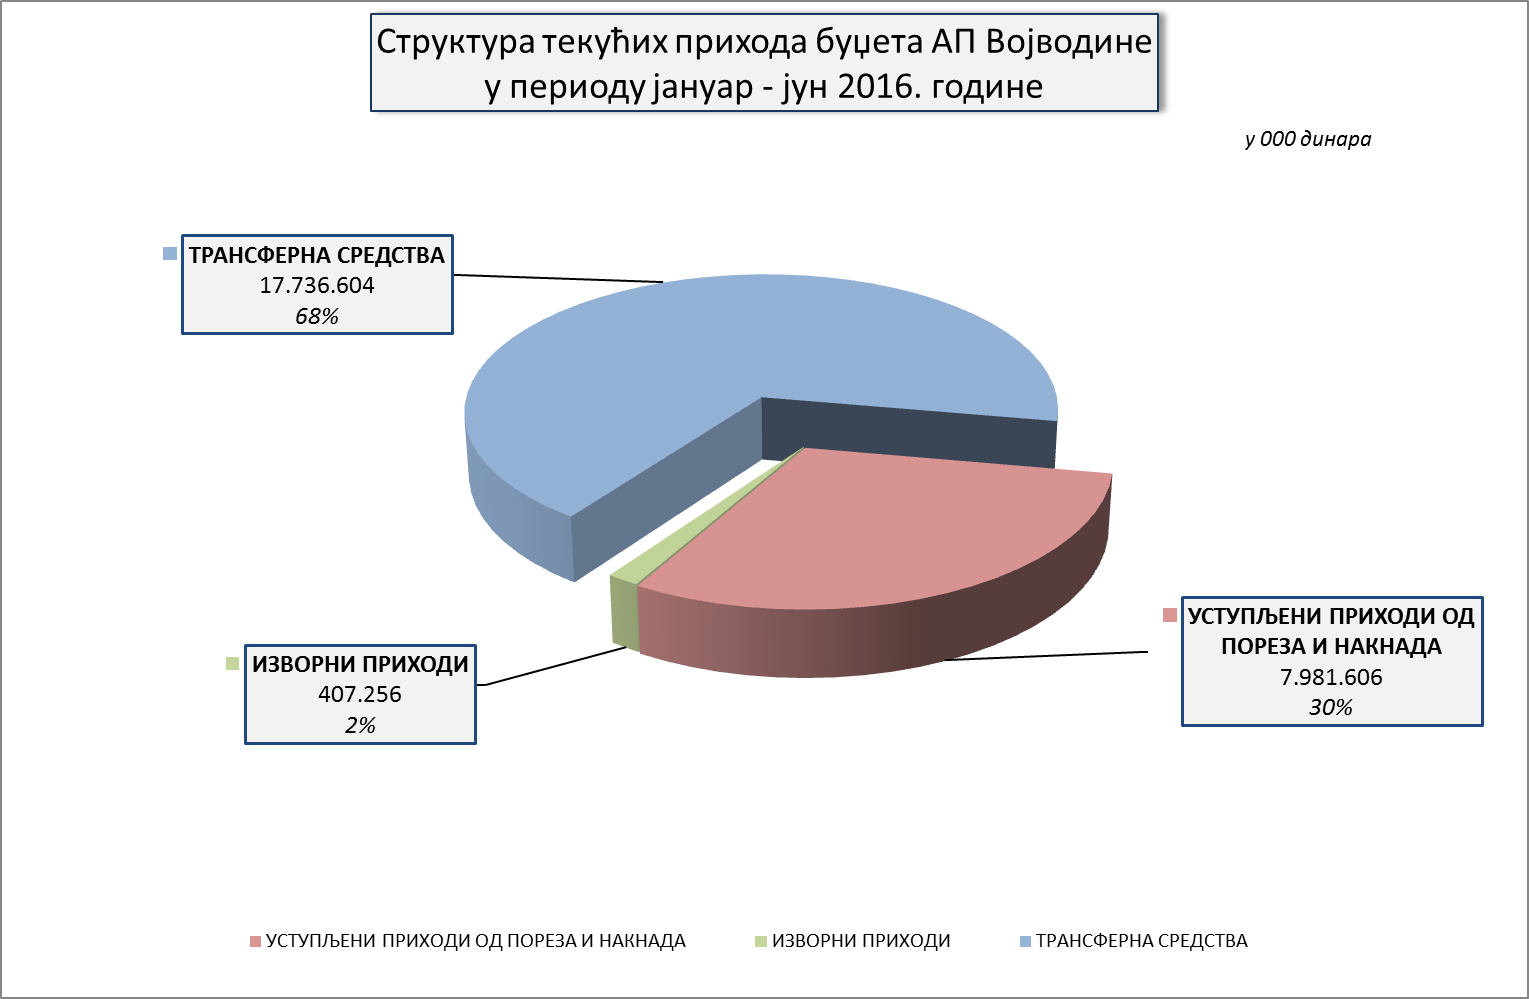 Структура текућих прихода буџета АП Војводине
у периоду јануар - јун 2016. године
у 000 динара
ТРАНСФЕРНА СРЕДСТВА
17.736.604
68%
УСТУПЉЕНИ ПРИХОДИ ОД
ПОРЕЗА И НАКНАДА
7.981.606
30%
ИЗВОРНИ ПРИХОДИ
407.256
2%
УСТУПЉЕНИ ПРИХОДИ ОД ПОРЕЗА И НАКНАДА
ИЗВОРНИ ПРИХОДИ
ТРАНСФЕРНА СРЕДСТВА